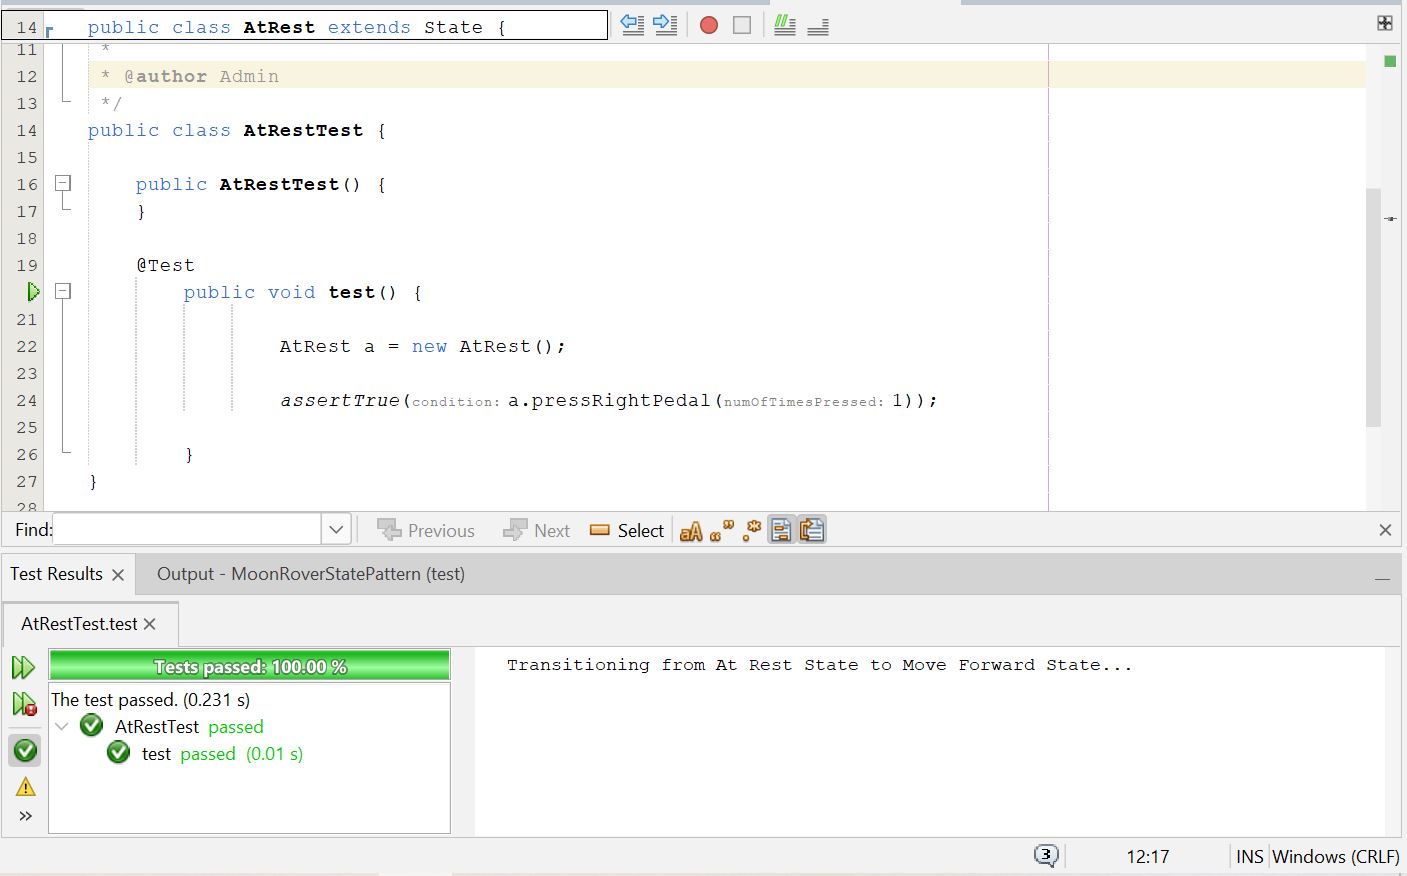 14 public class AtRest extends State {
11 *
12 * @author Admin
13 */
14 public class AtRestTest {
15
16 public AtRestTest() {
17 }
18
19 @Test
public void test() {
21
22 AtRest a = new AtRest();
23
24 assertTrue(condition: a.pressRightPedal(numOfTimesPressed: 1));
25
26 }
27 }
28
Find: Previous Next Select aA
Test Results Output - MoonRoverStatePattern (test)
AtRestTest.test
Tests passed: 100.00 %
Transitioning from At Rest State to Move Forward State...
The test passed. (0.231 s)
AtRestTest passed
test passed (0.01 s)
3 12:17 INS Windows (CRLF)